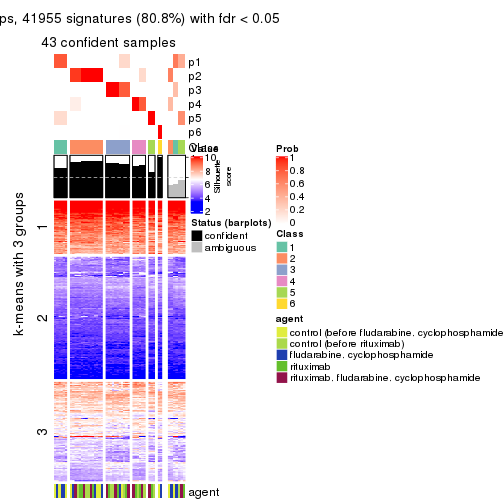 ps, 41955 signatures (80.8%) with fdr < 0.05
43 confident samples
p1
p2
p3
p4
p5
p6
Class
Value
10
8
6
4
2
Silhouette
score
Status (barplots)
confident
ambiguous
Prob
1
0.8
0.6
0.4
0.2
0
Class
1
2
3
4
5
6
agent
control (before fludarabine. cyclophosphamide
control (before rituximab)
fludarabine. cyclophosphamide
rituximab
rituximab. fludarabine. cyclophosphamide
k-means with 3 groups
1
2
3
agent